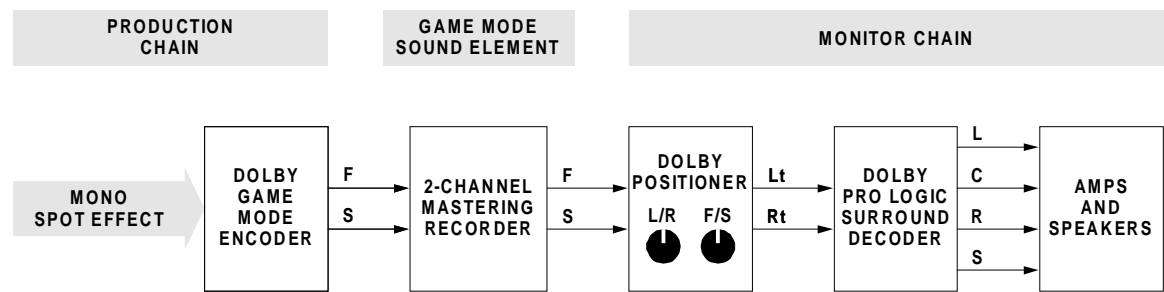 PRODUCTION
CHAIN
GAME MODE
SOUND ELEMENT
MONITOR CHAIN
MONO
SPOT EFFECT
DOLBY
GAME
MODE
ENCODER
F
S
2-CHANNEL
MASTERING
RECORDER
F
S
DOLBY
POSITIONER
L/R F/S
Lt
Rt
DOLBY
PRO LOGIC
SURROUND
DECODER
L
C
R
S
AMPS
AND
SPEAKERS